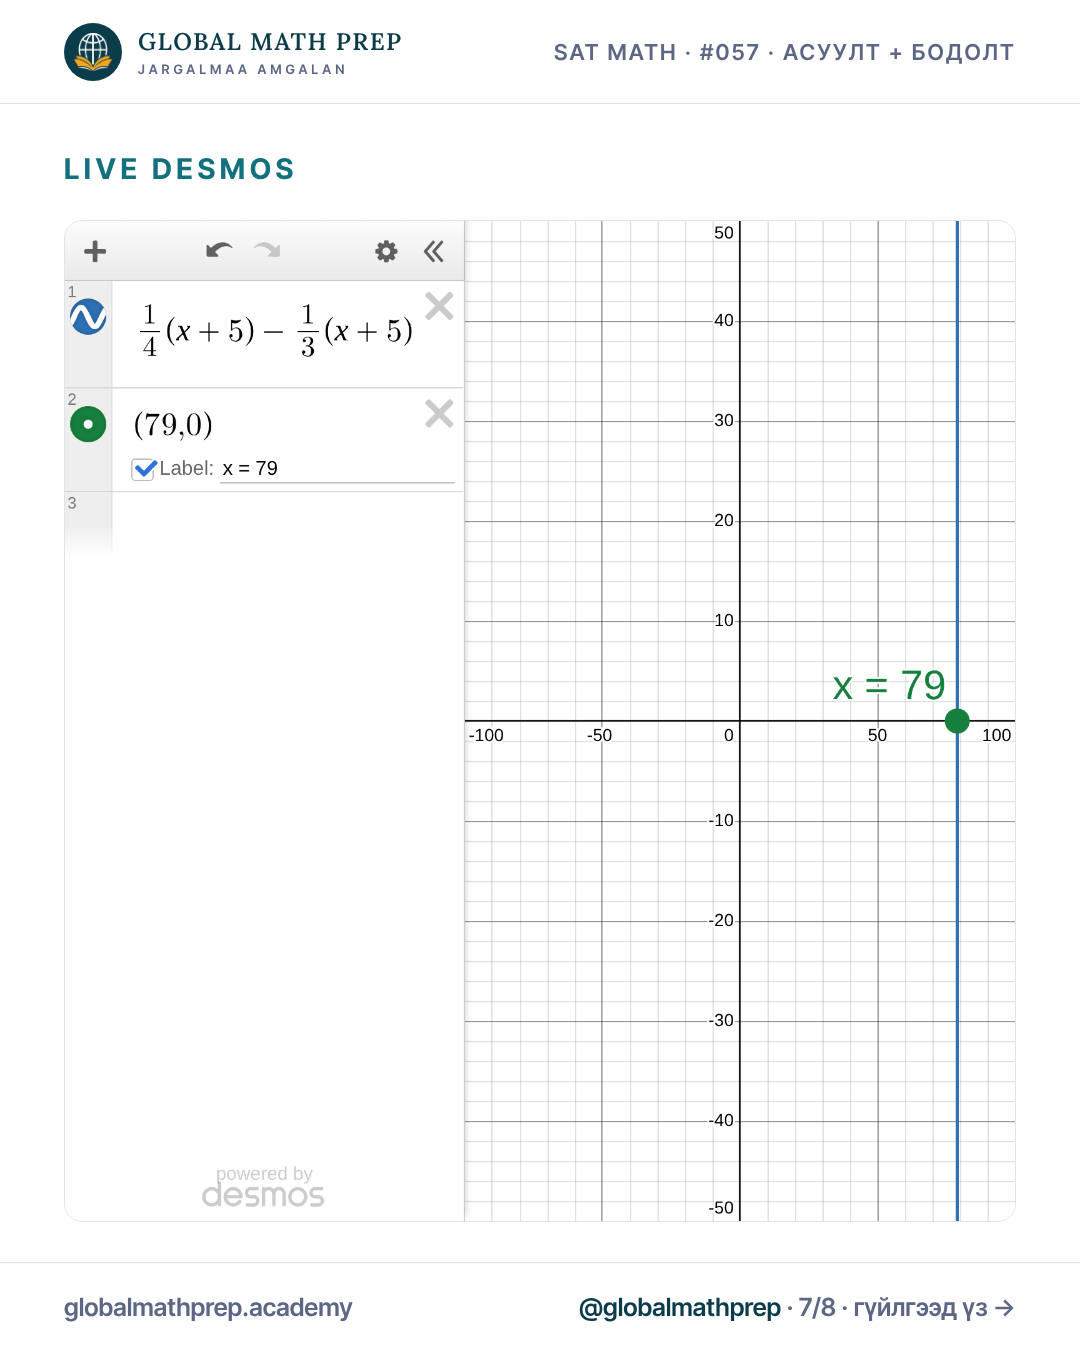 GLOBAL MATH PREP
JARGALMAA AMGALAN
SAT MATH · #057 · АСУУЛТ + БОДОЛТ
LIVE DESMOS
1
1/4(x + 5) − 1/3(x + 5)
2
(79,0)
Label: x = 79
3
powered by
desmos
50
40
30
20
10
x = 79
-100 -50 0 50 100
-10
-20
-30
-40
-50
globalmathprep.academy
@globalmathprep · 7/8 · гүйлгээд үз →